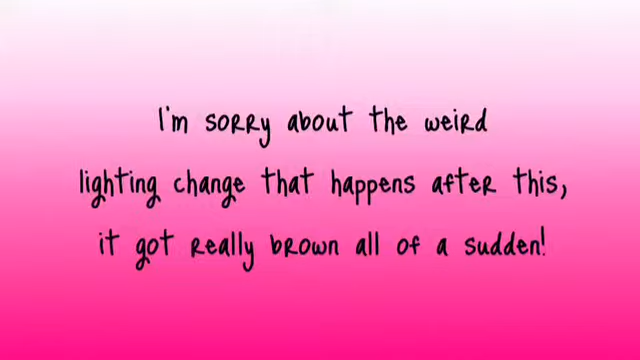 I'm sorry about the weird
lighting change that happens after this,
it got really brown all of a sudden!